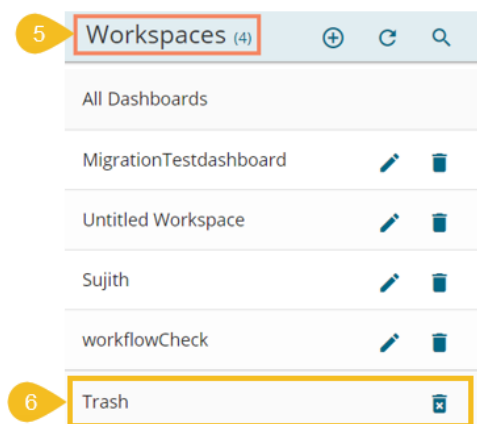 5 Workspaces (4)
All Dashboards
MigrationTestdashboard
Untitled Workspace
Sujith
workflowCheck
6 Trash